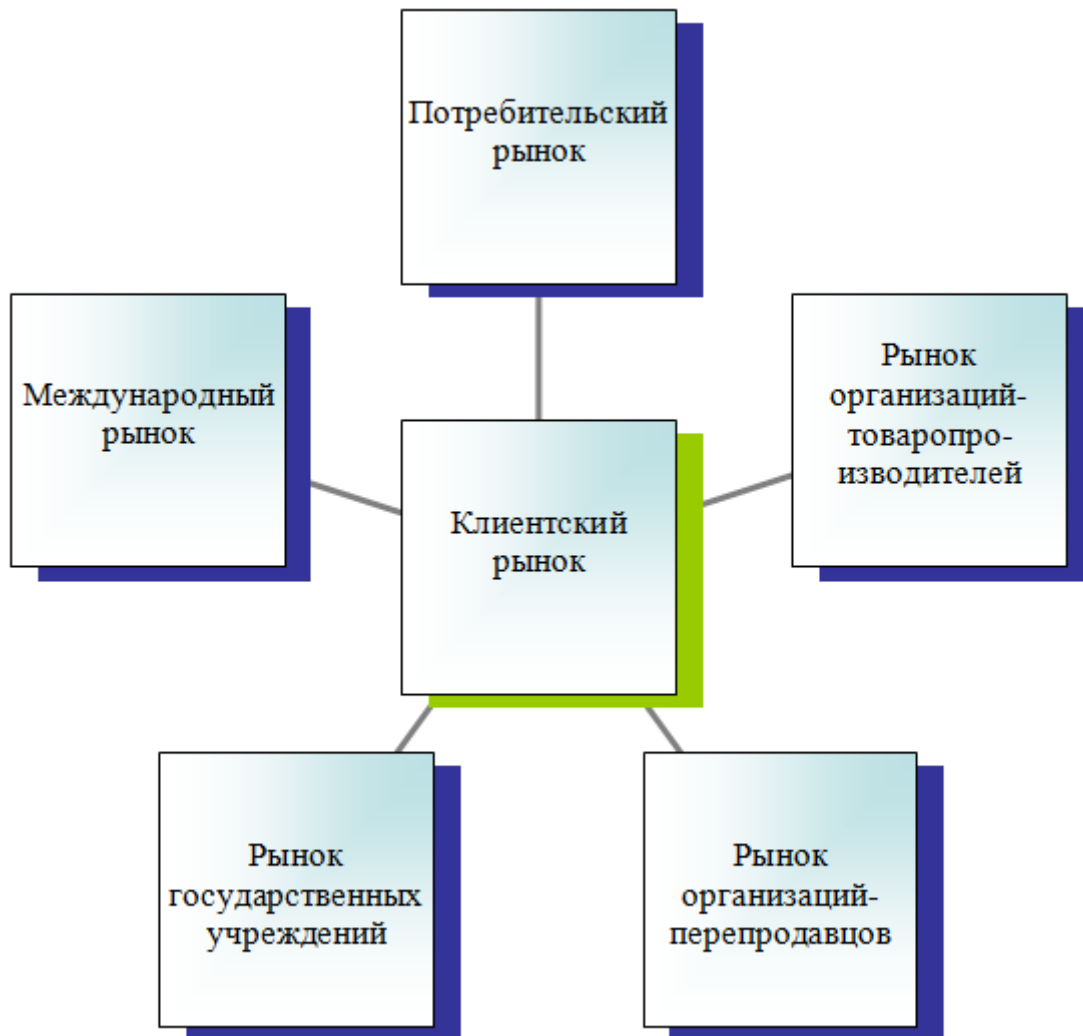 Потребительский
рынок
Международный
рынок
Рынок
организаций-
товаропро-
изводителей
Клиентский
рынок
Рынок
государственных
учреждений
Рынок
организаций-
перепродавцов